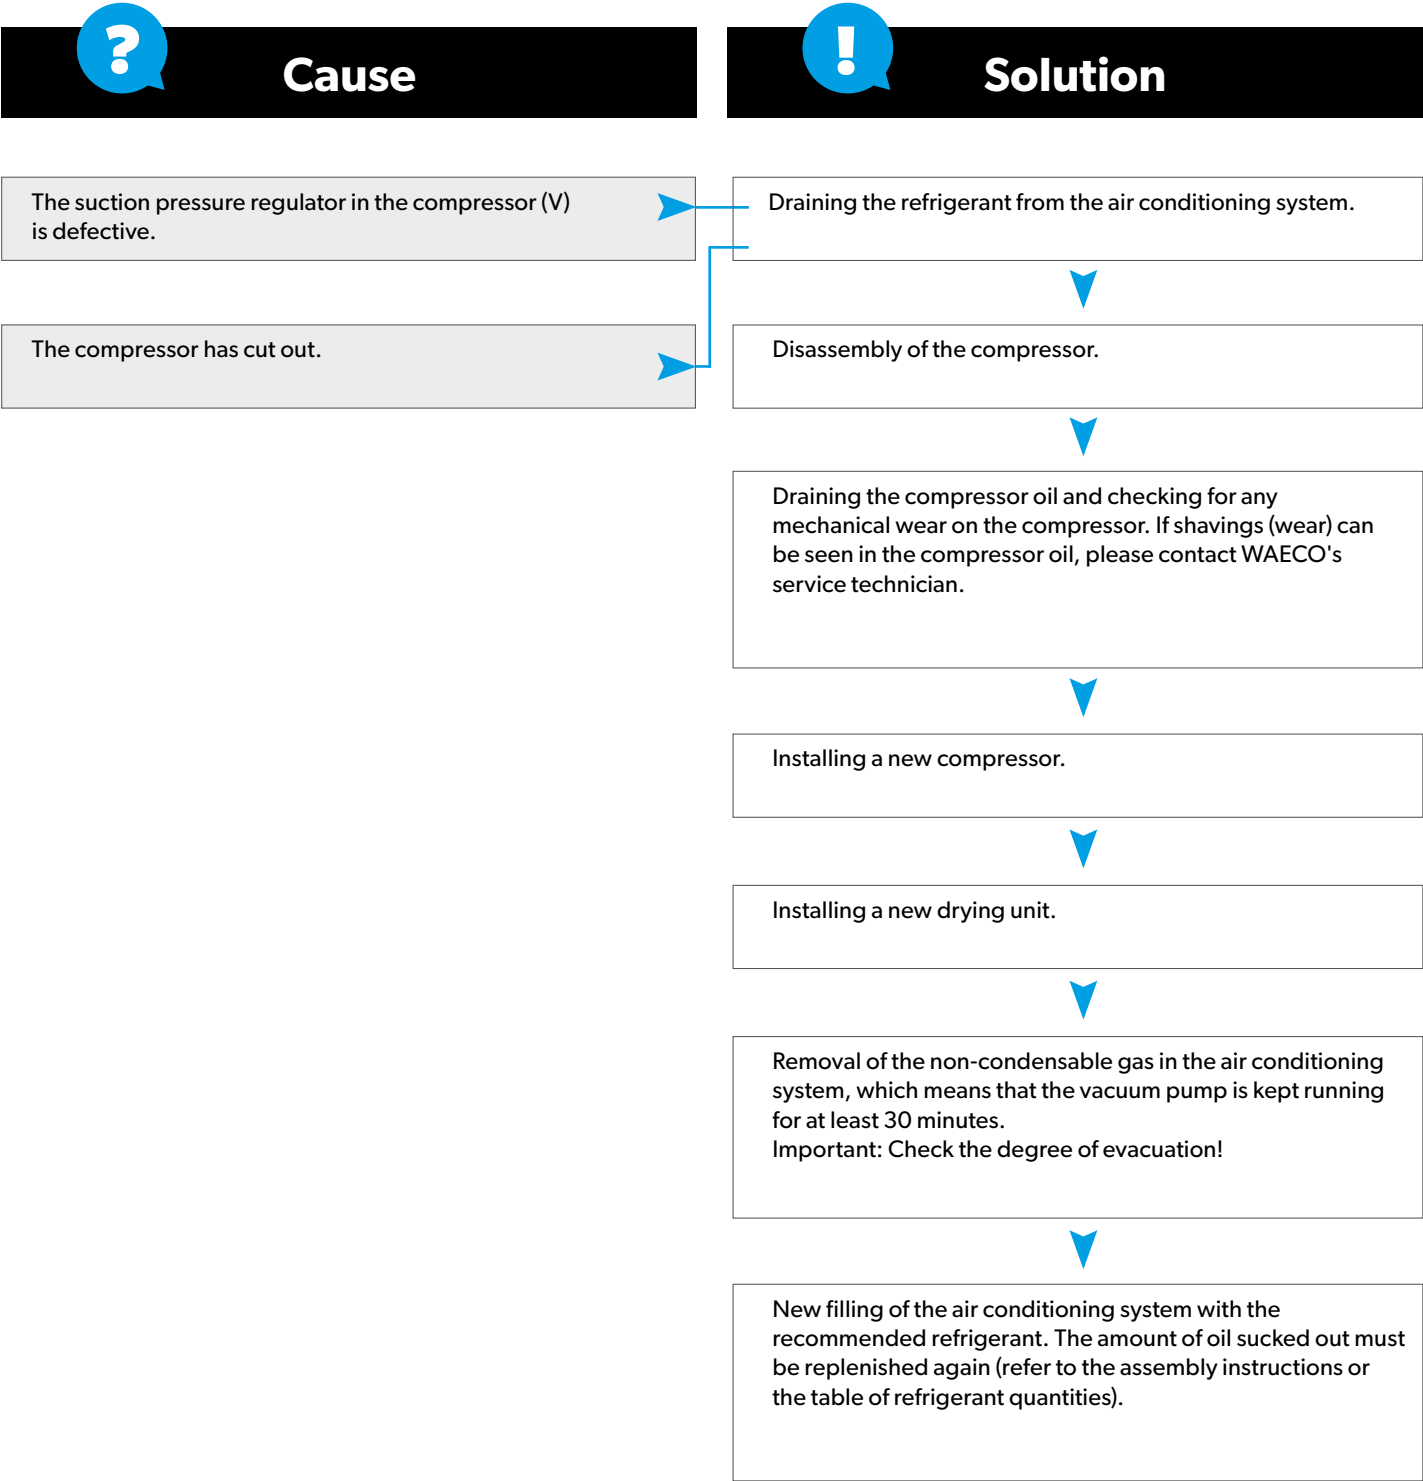 ?
Cause
!
Solution
The suction pressure regulator in the compressor (V)
is defective.
Draining the refrigerant from the air conditioning system.
The compressor has cut out.
Disassembly of the compressor.
Draining the compressor oil and checking for any
mechanical wear on the compressor. If shavings (wear) can
be seen in the compressor oil, please contact WAECO's
service technician.
Installing a new compressor.
Installing a new drying unit.
Removal of the non-condensable gas in the air conditioning
system, which means that the vacuum pump is kept running
for at least 30 minutes.
Important: Check the degree of evacuation!
New filling of the air conditioning system with the
recommended refrigerant. The amount of oil sucked out must
be replenished again (refer to the assembly instructions or
the table of refrigerant quantities).